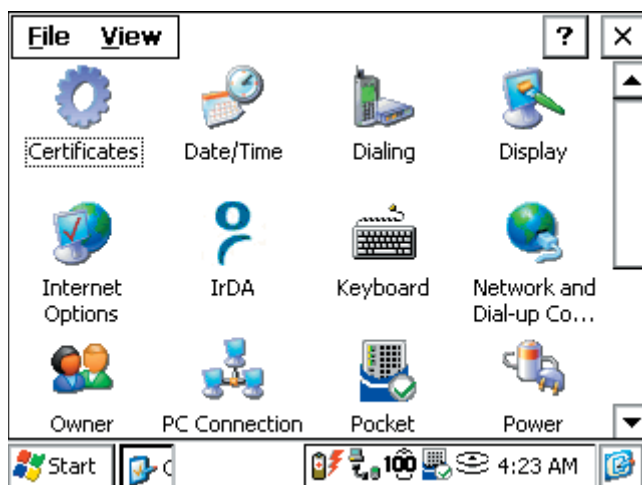 File View ? ×
Certificates Date/Time Dialing Display
Internet Options IrDA Keyboard Network and Dial-up Co...
Owner PC Connection Pocket Power
Start C 100 4:23 AM